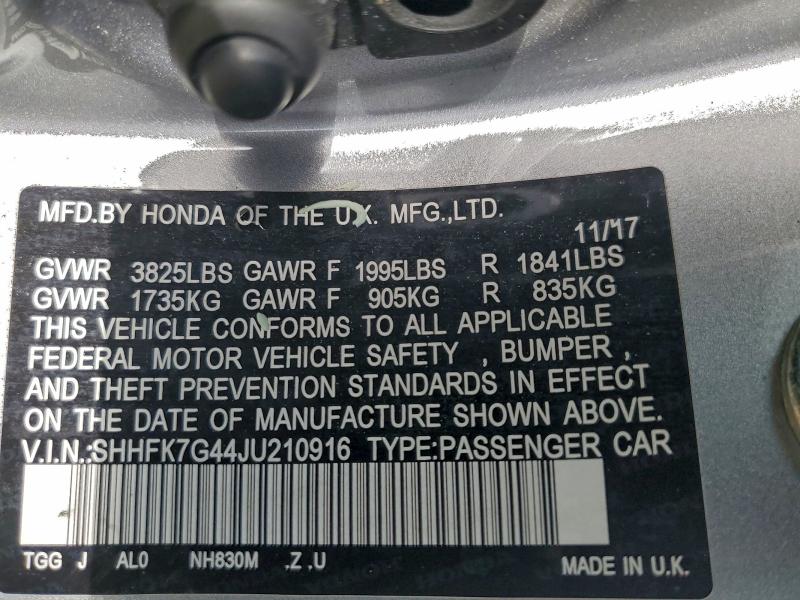 MFD.BY HONDA OF THE U.K. MFG.,LTD.
11/17
GVWR 3825LBS GAWR F 1995LBS R 1841LBS
GVWR 1735KG GAWR F 905KG R 835KG
THIS VEHICLE CONFORMS TO ALL APPLICABLE
FEDERAL MOTOR VEHICLE SAFETY , BUMPER ,
AND THEFT PREVENTION STANDARDS IN EFFECT
ON THE DATE OF MANUFACTURE SHOWN ABOVE.
V.I.N.:SHHFK7G44JU210916 TYPE:PASSENGER CAR
TGG J AL0 NH830M .Z .U
MADE IN U.K.